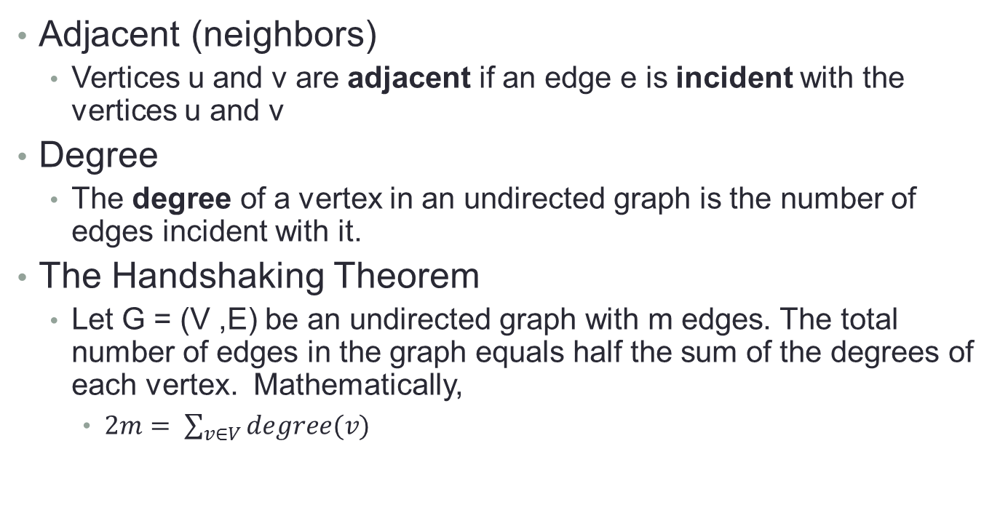 • Adjacent (neighbors)
• Vertices u and v are adjacent if an edge e is incident with the
vertices u and v
• Degree
• The degree of a vertex in an undirected graph is the number of
edges incident with it.
• The Handshaking Theorem
• Let G = (V ,E) be an undirected graph with m edges. The total
number of edges in the graph equals half the sum of the degrees of
each vertex.  Mathematically,
• 2m = ∑_{v∈V} degree(v)